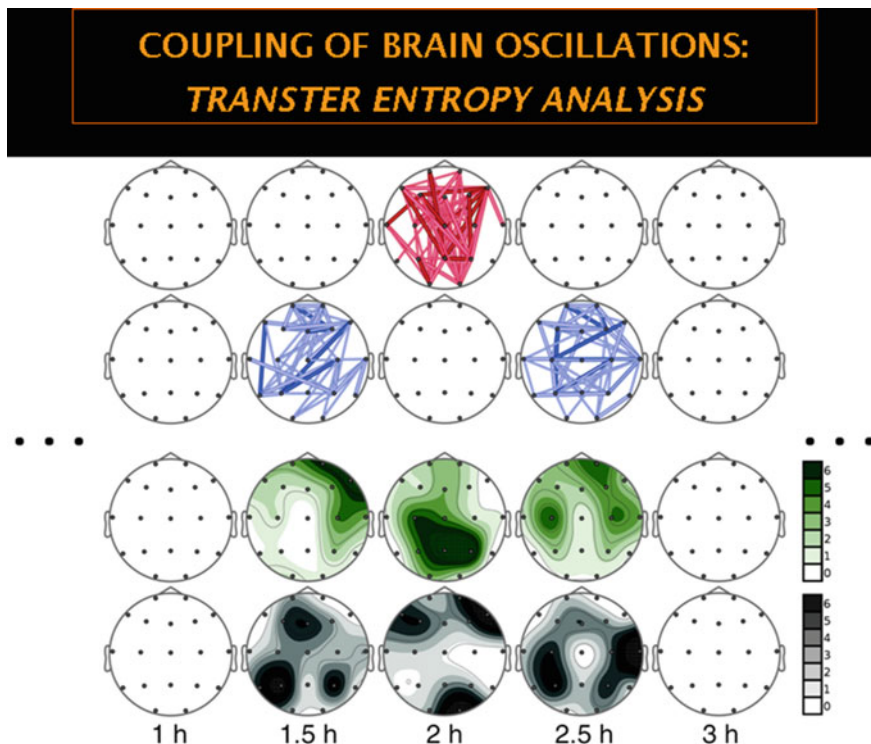 COUPLING OF BRAIN OSCILLATIONS:
TRANSTER ENTROPY ANALYSIS
. . .
. . .
6
5
4
3
2
1
0
6
5
4
3
2
1
0
1 h 1.5 h 2 h 2.5 h 3 h